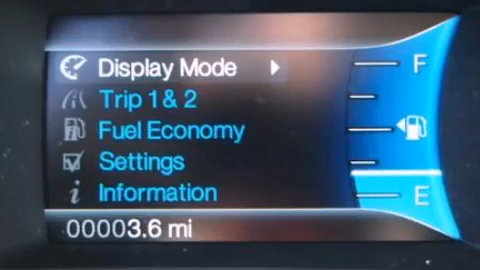 Display Mode
F
Trip 1 & 2
Fuel Economy
Settings
Information
E
00003.6 mi